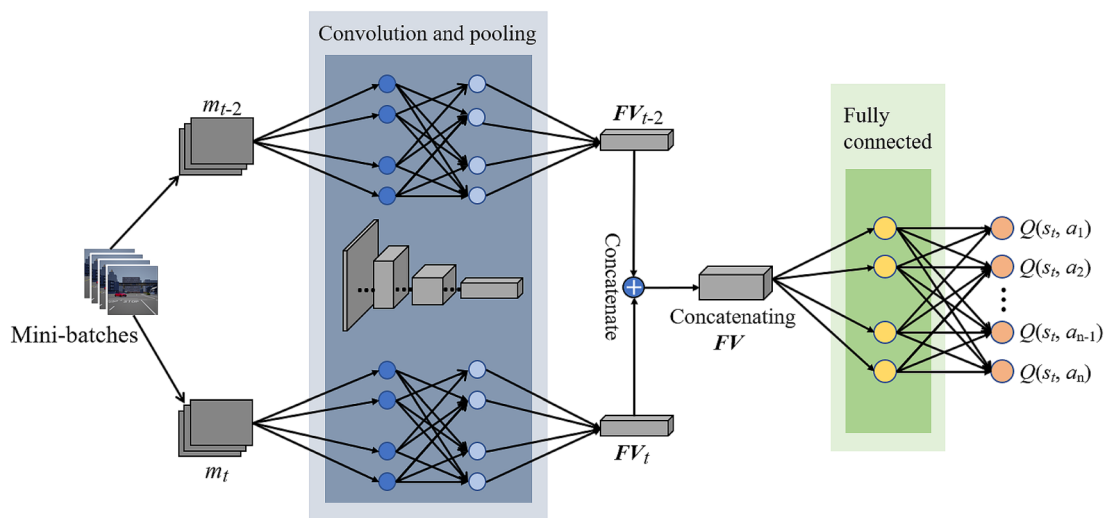 Convolution and pooling
m_{t-2}
FV_{t-2}
Fully
connected
Mini-batches
Concatenate
Concatenating
FV
Q(s_t, a_1)
Q(s_t, a_2)
Q(s_t, a_{n-1})
Q(s_t, a_n)
m_t
FV_t